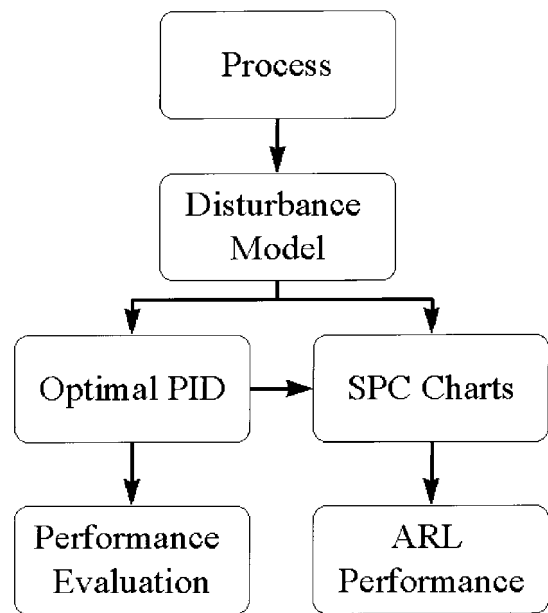 Process
Disturbance
Model
Optimal PID
SPC Charts
Performance
Evaluation
ARL
Performance